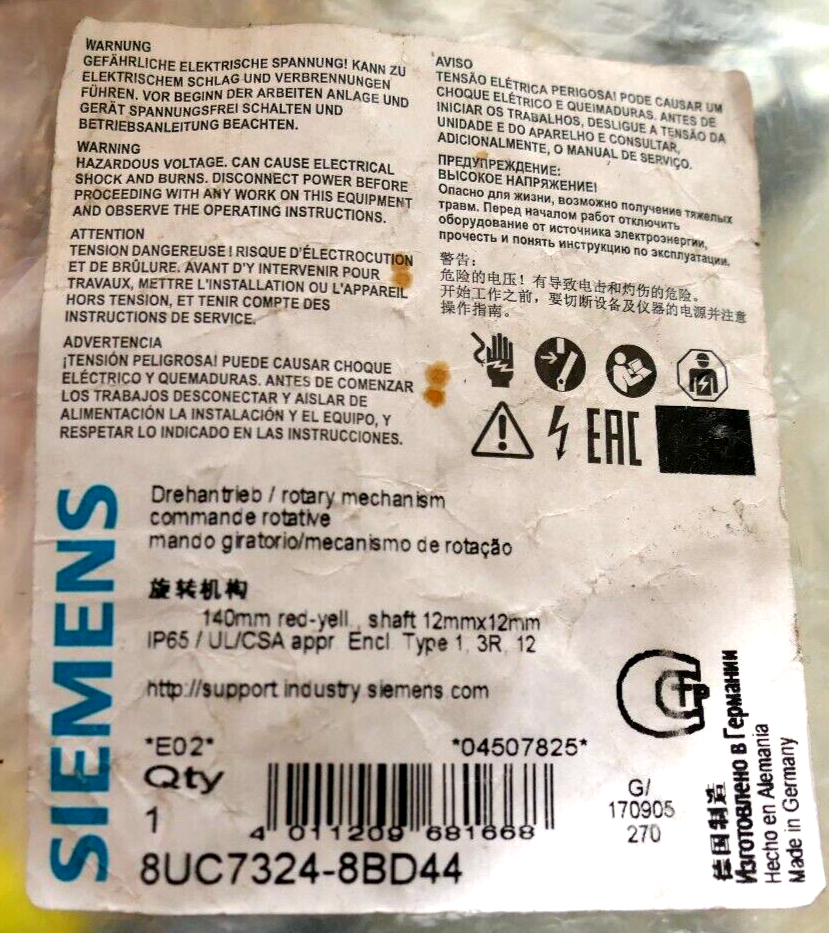 WARNUNG
GEFÄHRLICHE ELEKTRISCHE SPANNUNG! KANN ZU
ELEKTRISCHEM SCHLAG UND VERBRENNUNGEN
FÜHREN. VOR BEGINN DER ARBEITEN ANLAGE UND
GERÄT SPANNUNGSFREI SCHALTEN UND
BETRIEBSANLEITUNG BEACHTEN.
WARNING
HAZARDOUS VOLTAGE. CAN CAUSE ELECTRICAL
SHOCK AND BURNS. DISCONNECT POWER BEFORE
PROCEEDING WITH ANY WORK ON THIS EQUIPMENT
AND OBSERVE THE OPERATING INSTRUCTIONS.
ATTENTION
TENSION DANGEREUSE ! RISQUE D'ÉLECTROCUTION
ET DE BRÛLURE. AVANT D'Y INTERVENIR POUR
TRAVAUX, METTRE L'INSTALLATION OU L'APPAREIL
HORS TENSION, ET TENIR COMPTE DES
INSTRUCTIONS DE SERVICE.
ADVERTENCIA
¡TENSIÓN PELIGROSA! PUEDE CAUSAR CHOQUE
ELÉCTRICO Y QUEMADURAS. ANTES DE COMENZAR
LOS TRABAJOS DESCONECTAR Y AISLAR DE
ALIMENTACIÓN LA INSTALACIÓN Y EL EQUIPO, Y
RESPETAR LO INDICADO EN LAS INSTRUCCIONES.
AVISO
TENSÃO ELÉTRICA PERIGOSA! PODE CAUSAR UM
CHOQUE ELÉTRICO E QUEIMADURAS. ANTES DE
INICIAR OS TRABALHOS, DESLIGUE A TENSÃO DA
UNIDADE E DO APARELHO E CONSULTAR,
ADICIONALMENTE, O MANUAL DE SERVIÇO.
ПРЕДУПРЕЖДЕНИЕ:
ВЫСОКОЕ НАПРЯЖЕНИЕ!
Опасно для жизни, возможно получение тяжелых
травм. Перед началом работ отключить
оборудование от источника электроэнергии,
прочесть и понять инструкцию по эксплуатации.
警告:
危险的电压! 有导致电击和灼伤的危险。
开始工作之前, 要切断设备及仪器的电源并注意
操作指南。
EAC
SIEMENS
Drehantrieb / rotary mechanism
commande rotative
mando giratorio/mecanismo de rotação
旋转机构
140mm red-yell., shaft 12mmx12mm
IP65 / UL/CSA appr. Encl. Type 1, 3R, 12
http://support.industry.siemens.com
*E02*
*04507825*
Qty
1
4 011209 681668
8UC7324-8BD44
G/
170905
270
德国制造
Изготовлено в Германии
Hecho en Alemania
Made in Germany